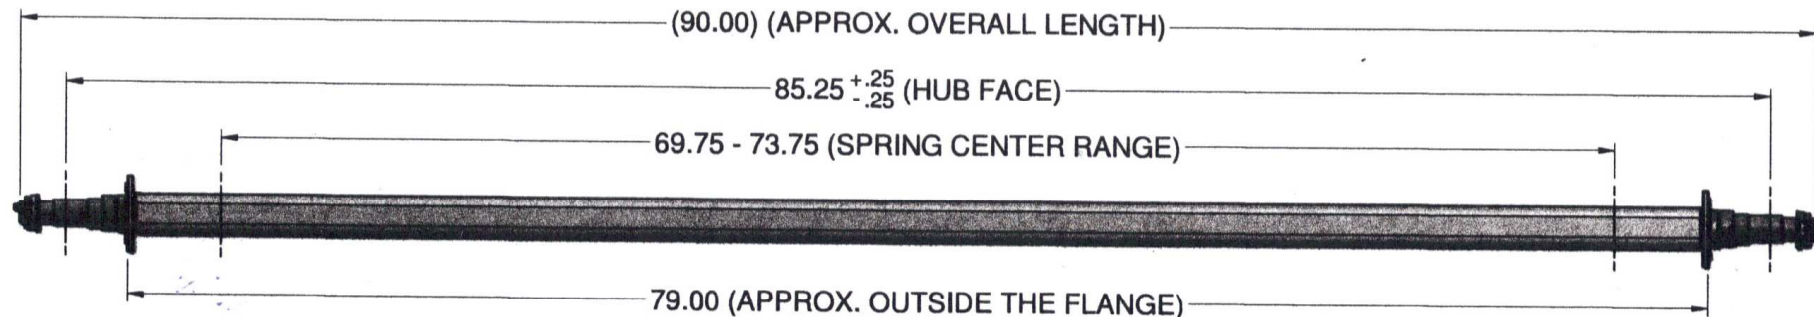 (90.00) (APPROX. OVERALL LENGTH)
85.25 +.25 -.25 (HUB FACE)
69.75 - 73.75 (SPRING CENTER RANGE)
79.00 (APPROX. OUTSIDE THE FLANGE)